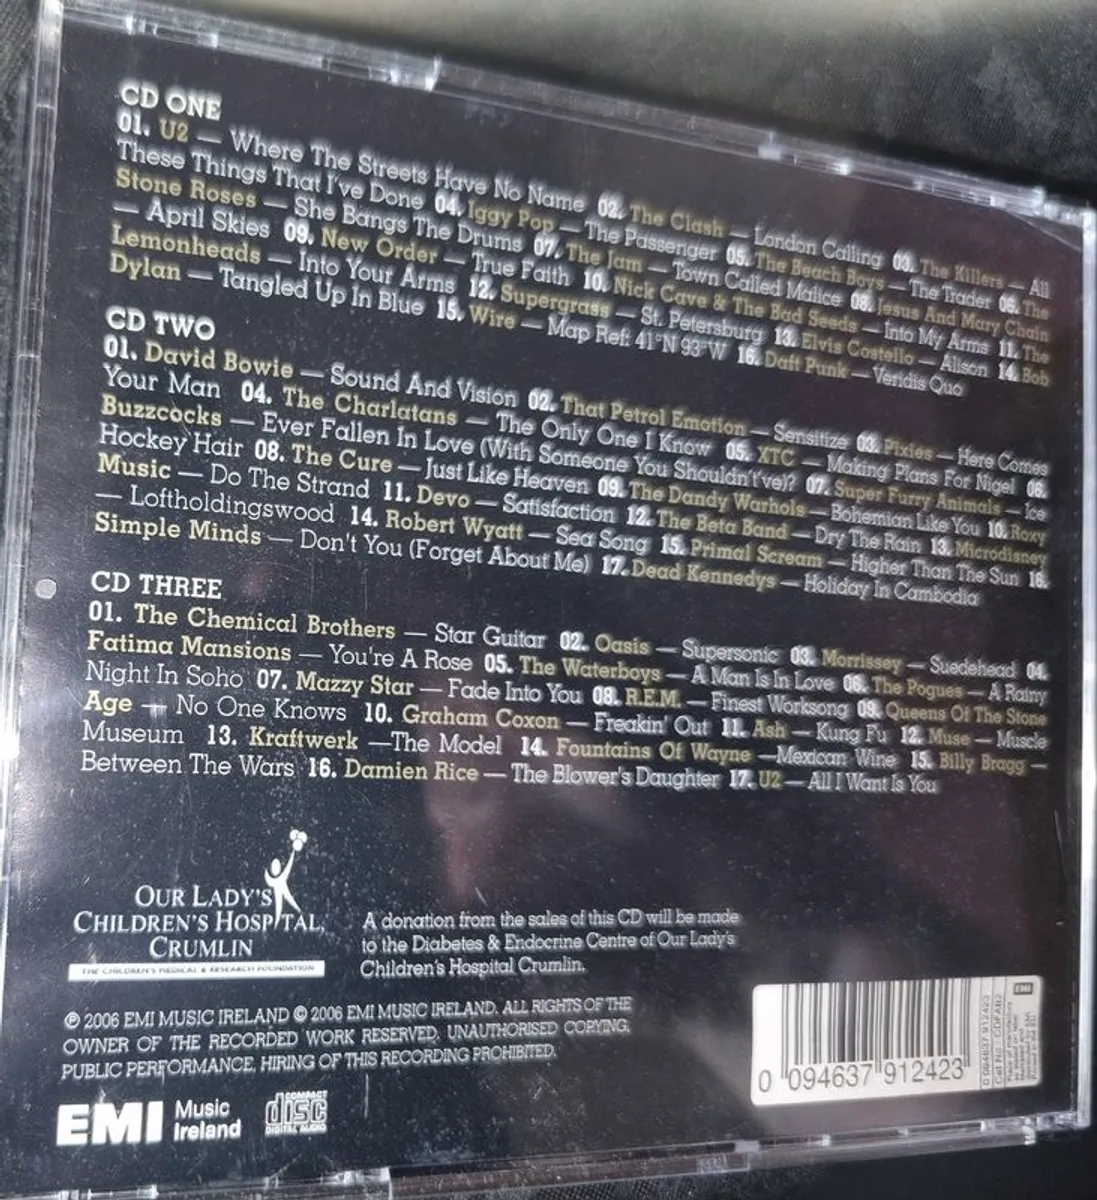 CD ONE
01. U2 — Where The Streets Have No Name 02. The Clash — London Calling 03. The Killers — All
These Things That I've Done 04. Iggy Pop — The Passenger 05. The Beach Boys — The Trader 06. The
Stone Roses — She Bangs The Drums 07. The Jam — Town Called Malice 08. Jesus And Mary Chain
— April Skies 09. New Order — True Faith 10. Nick Cave & The Bad Seeds — Into My Arms 11. The
Lemonheads — Into Your Arms 12. Supergrass — St. Petersburg 13. Elvis Costello — Alison 14. Bob
Dylan — Tangled Up In Blue 15. Wire — Map Ref: 41°N 93°W 16. Daft Punk — Veridis Quo
CD TWO
01. David Bowie — Sound And Vision 02. That Petrol Emotion — Sensitize 03. Pixies — Here Comes
Your Man 04. The Charlatans — The Only One I Know 05. XTC — Making Plans For Nigel 06.
Buzzcocks — Ever Fallen In Love (With Someone You Shouldn't've)? 07. Super Furry Animals — Ice
Hockey Hair 08. The Cure — Just Like Heaven 09. The Dandy Warhols — Bohemian Like You 10. Roxy
Music — Do The Strand 11. Devo — Satisfaction 12. The Beta Band — Dry The Rain 13. Microdisney
— Loftholdingswood 14. Robert Wyatt — Sea Song 15. Primal Scream — Higher Than The Sun 16.
Simple Minds — Don't You (Forget About Me) 17. Dead Kennedys — Holiday In Cambodia
CD THREE
01. The Chemical Brothers — Star Guitar 02. Oasis — Supersonic 03. Morrissey — Suedehead 04.
Fatima Mansions — You're A Rose 05. The Waterboys — A Man Is In Love 06. The Pogues — A Rainy
Night In Soho 07. Mazzy Star — Fade Into You 08. R.E.M. — Finest Worksong 09. Queens Of The Stone
Age — No One Knows 10. Graham Coxon — Freakin' Out 11. Ash — Kung Fu 12. Muse — Muscle
Museum 13. Kraftwerk —The Model 14. Fountains Of Wayne —Mexican Wine 15. Billy Bragg —
Between The Wars 16. Damien Rice — The Blower's Daughter 17. U2 — All I Want Is You
OUR LADY'S
CHILDREN'S HOSPITAL,
CRUMLIN
THE CHILDREN'S MEDICAL & RESEARCH FOUNDATION
A donation from the sales of this CD will be made
to the Diabetes & Endocrine Centre of Our Lady's
Children's Hospital Crumlin.
℗ 2006 EMI MUSIC IRELAND © 2006 EMI MUSIC IRELAND. ALL RIGHTS OF THE
OWNER OF THE RECORDED WORK RESERVED. UNAUTHORISED COPYING,
PUBLIC PERFORMANCE, HIRING OF THIS RECORDING PROHIBITED.
EMI Music
Ireland
COMPACT
disc
DIGITAL AUDIO
0 094637 912423
0 094637 912423
EMI